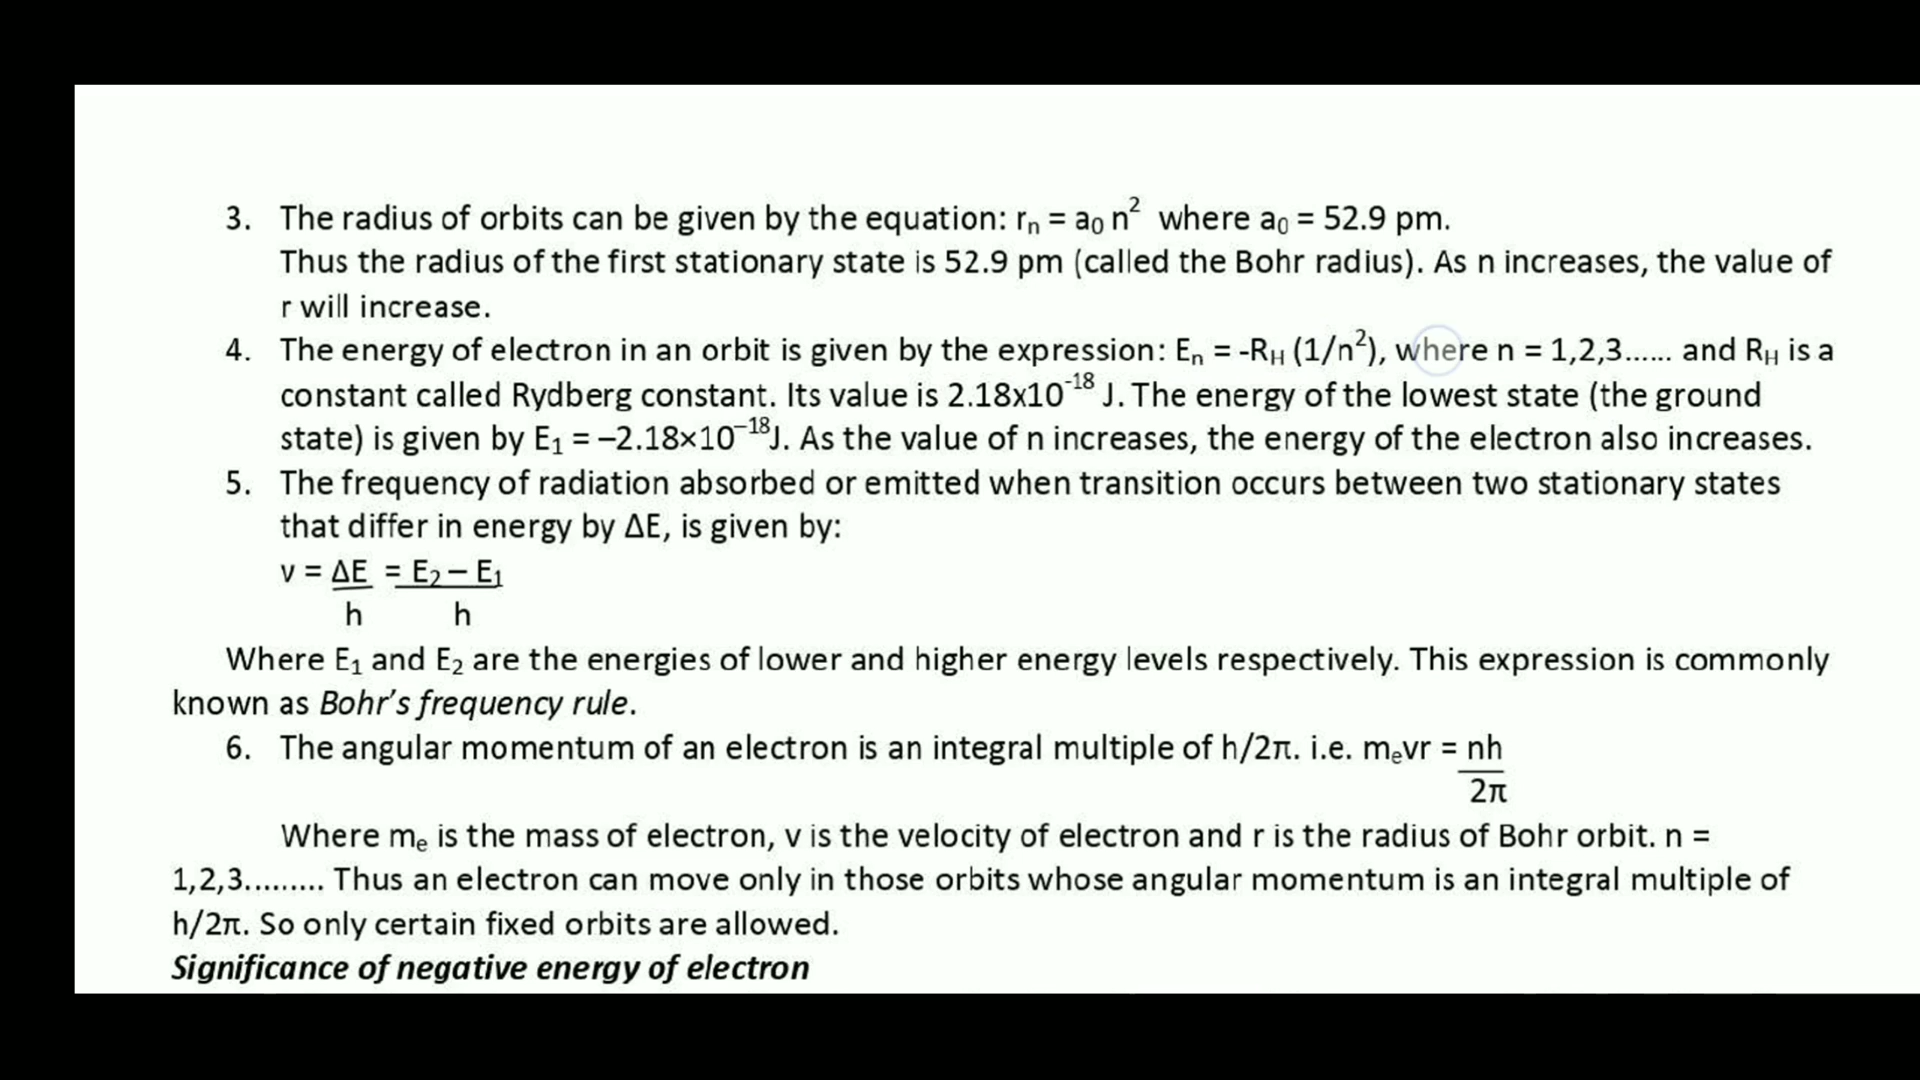 3. The radius of orbits can be given by the equation: rₙ = a₀ n² where a₀ = 52.9 pm.
Thus the radius of the first stationary state is 52.9 pm (called the Bohr radius). As n increases, the value of
r will increase.
4. The energy of electron in an orbit is given by the expression: Eₙ = -R_H (1/n²), where n = 1,2,3...... and R_H is a
constant called Rydberg constant. Its value is 2.18x10⁻¹⁸ J. The energy of the lowest state (the ground
state) is given by E₁ = –2.18×10⁻¹⁸J. As the value of n increases, the energy of the electron also increases.
5. The frequency of radiation absorbed or emitted when transition occurs between two stationary states
that differ in energy by ΔE, is given by:
ν = ΔE = E₂ – E₁
h h
Where E₁ and E₂ are the energies of lower and higher energy levels respectively. This expression is commonly
known as Bohr’s frequency rule.
6. The angular momentum of an electron is an integral multiple of h/2π. i.e. mₑvr = nh
2π
Where mₑ is the mass of electron, v is the velocity of electron and r is the radius of Bohr orbit. n =
1,2,3......... Thus an electron can move only in those orbits whose angular momentum is an integral multiple of
h/2π. So only certain fixed orbits are allowed.
Significance of negative energy of electron